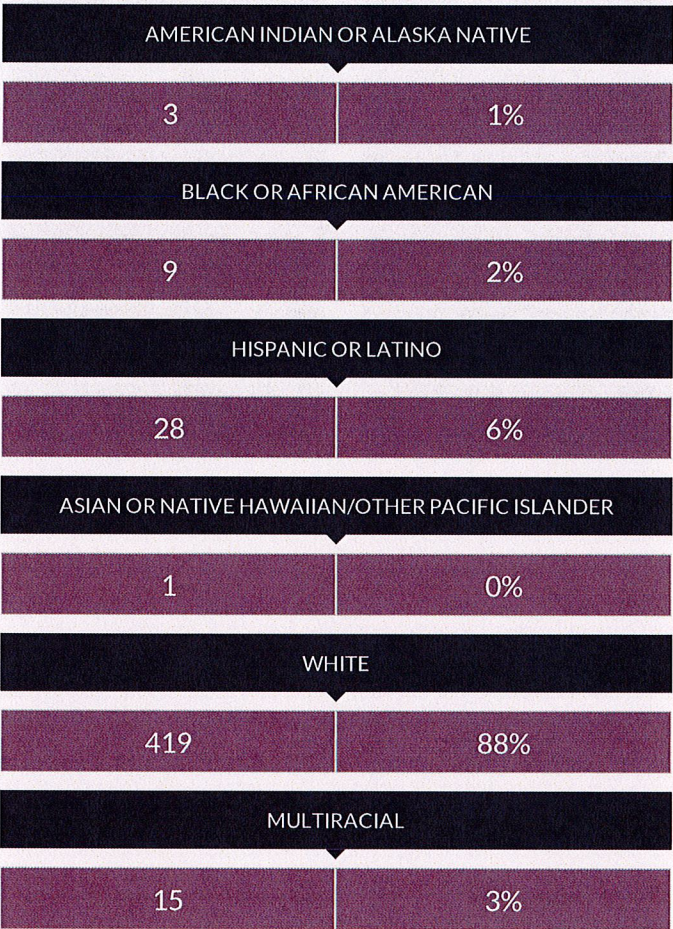 AMERICAN INDIAN OR ALASKA NATIVE
3 1%
BLACK OR AFRICAN AMERICAN
9 2%
HISPANIC OR LATINO
28 6%
ASIAN OR NATIVE HAWAIIAN/OTHER PACIFIC ISLANDER
1 0%
WHITE
419 88%
MULTIRACIAL
15 3%